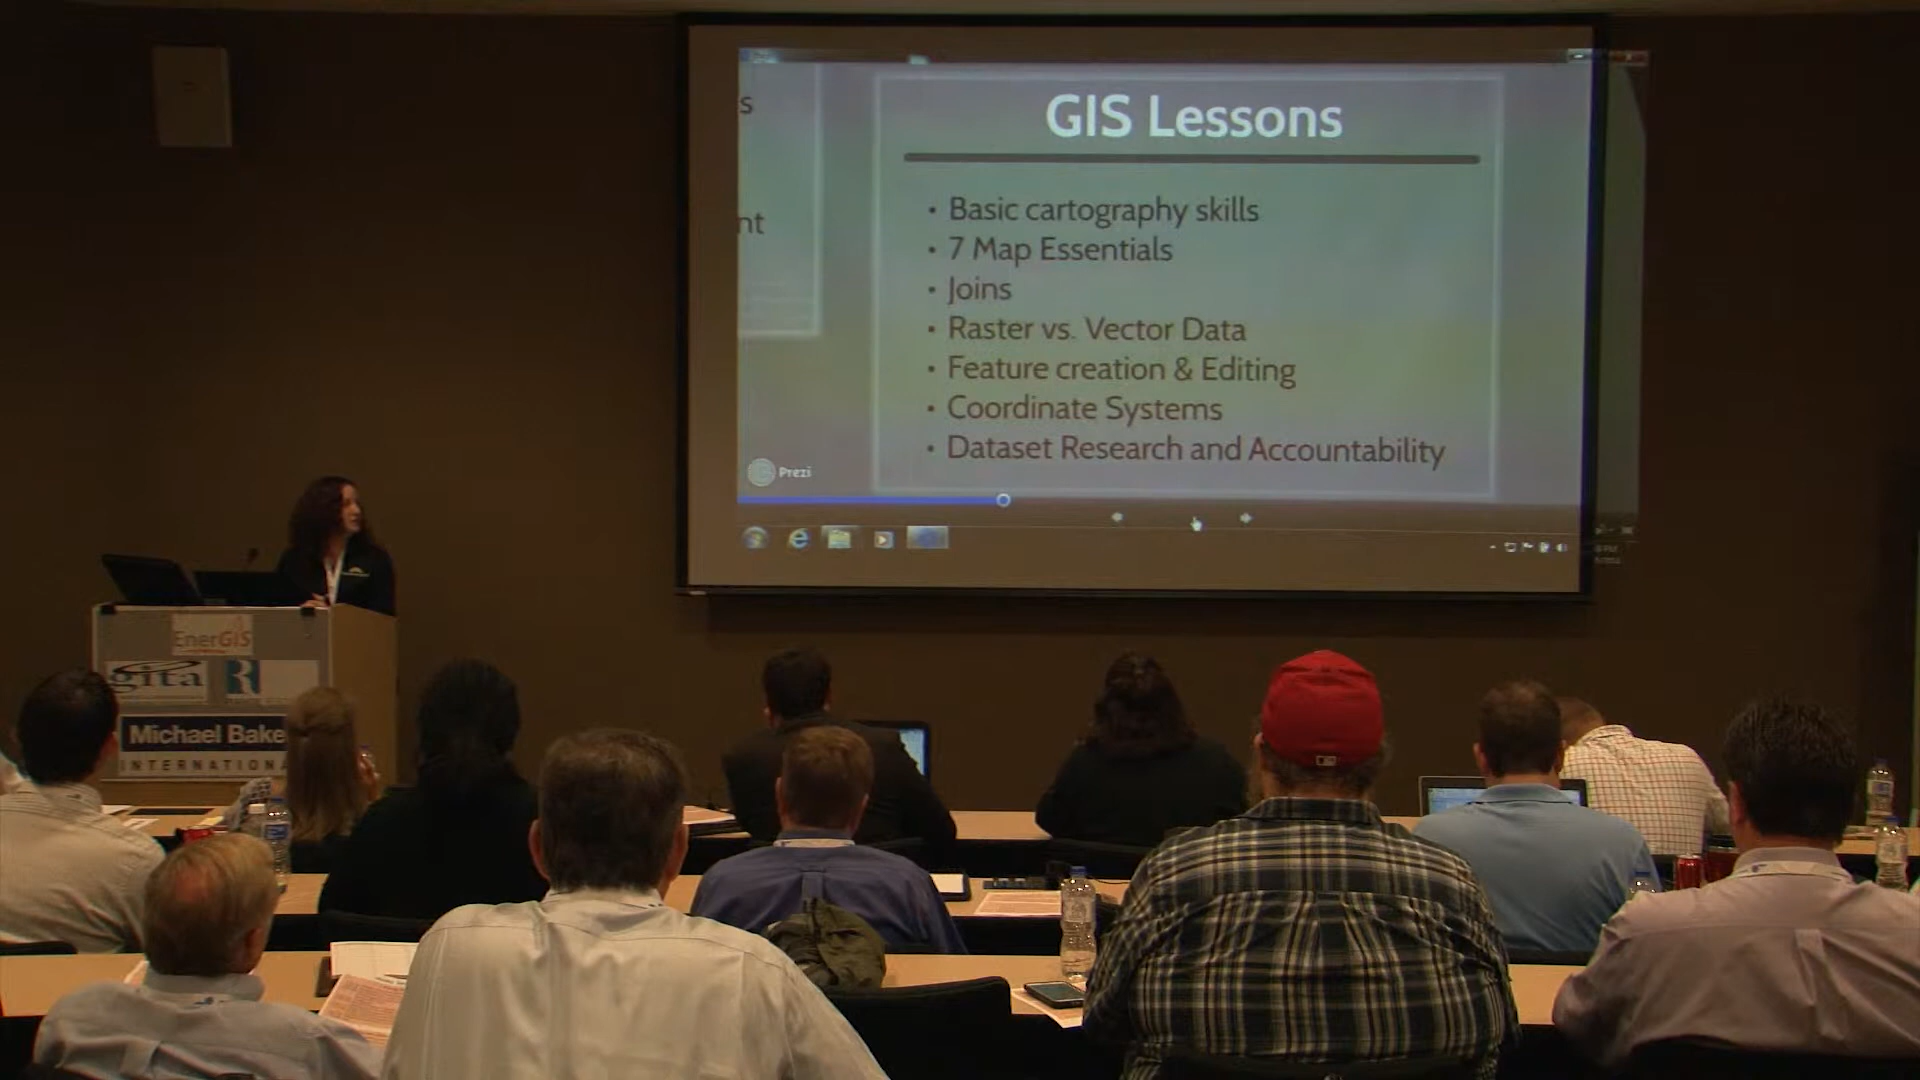 s
nt
GIS Lessons
• Basic cartography skills
• 7 Map Essentials
• Joins
• Raster vs. Vector Data
• Feature creation & Editing
• Coordinate Systems
• Dataset Research and Accountability
Prezi
EnerGIS
gita
R
Michael Bake
INTERNATIONA